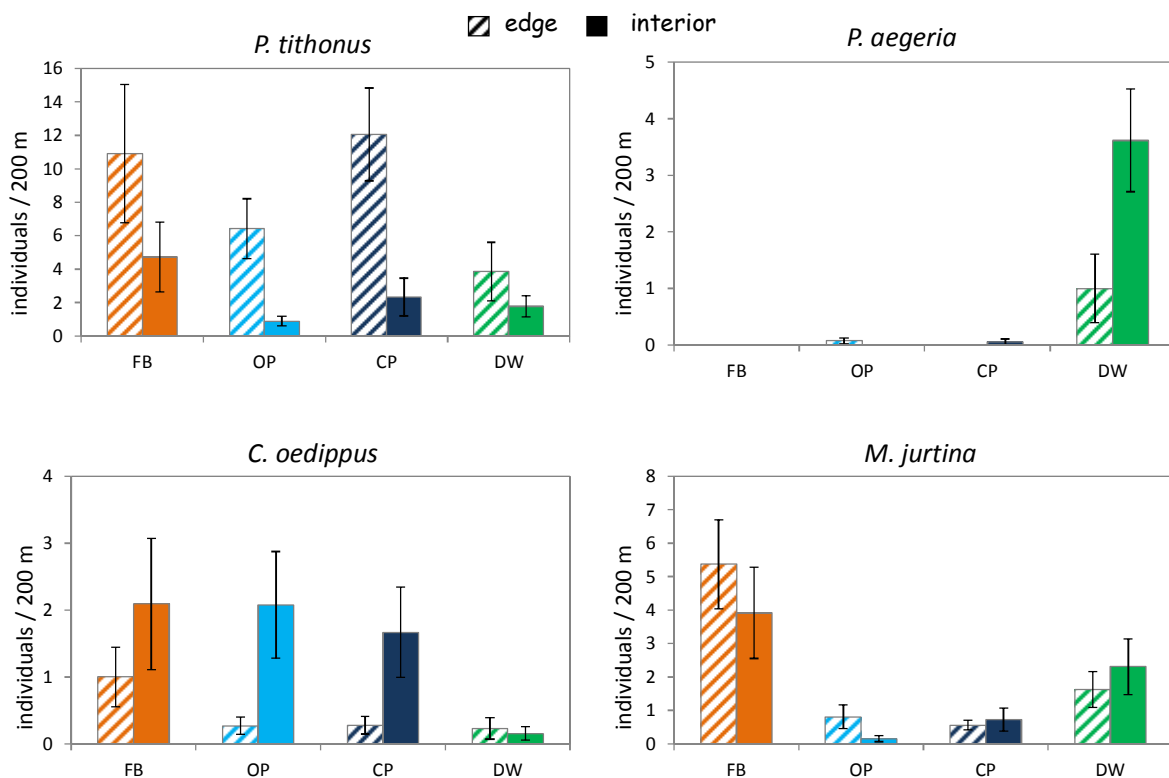 edge interior
P. tithonus
individuals / 200 m
16
14
12
10
8
6
4
2
0
FB OP CP DW
P. aegeria
individuals / 200 m
5
4
3
2
1
0
FB OP CP DW
C. oedippus
individuals / 200 m
4
3
2
1
0
FB OP CP DW
M. jurtina
individuals / 200 m
8
7
6
5
4
3
2
1
0
FB OP CP DW